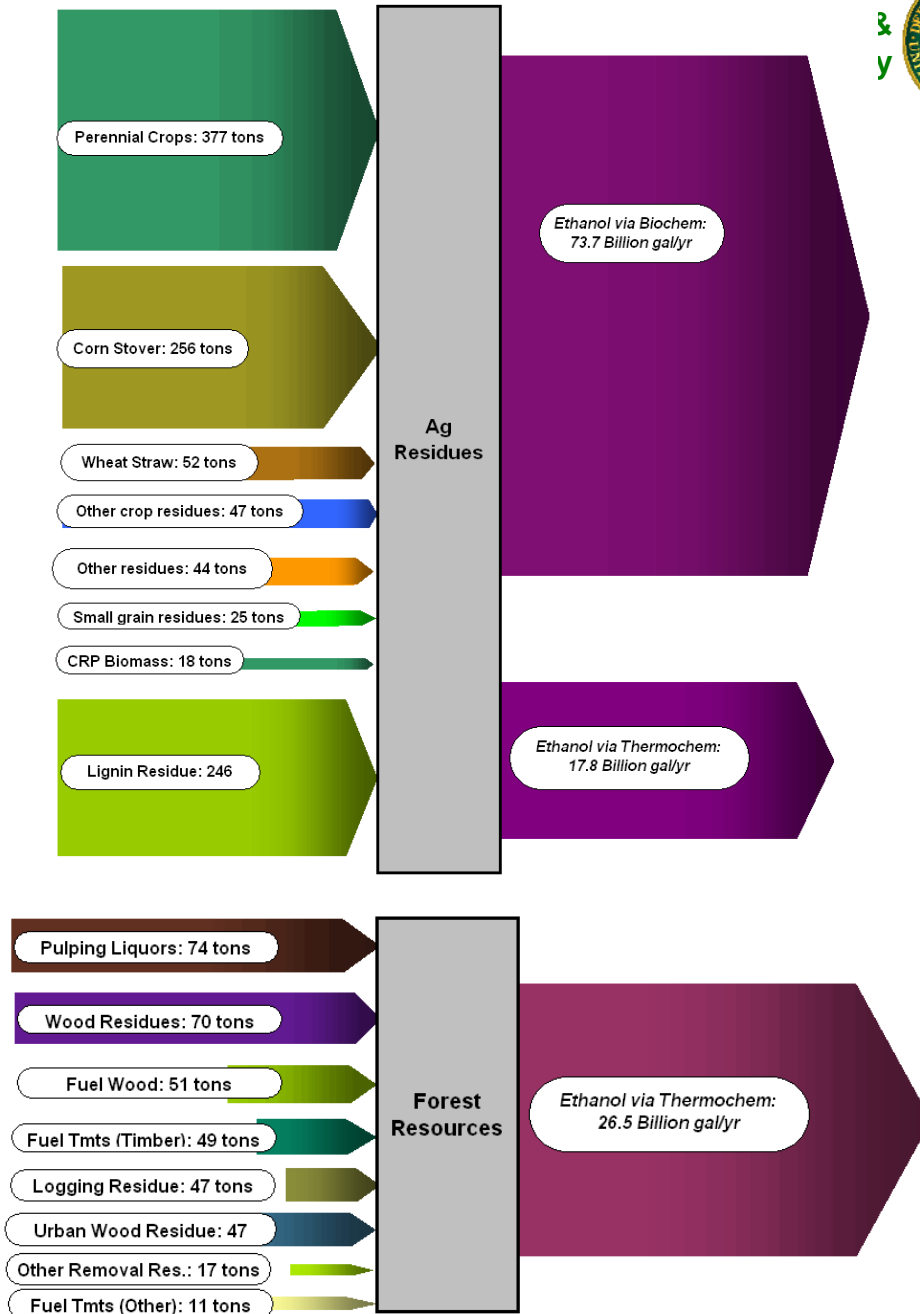 &
y
Perennial Crops: 377 tons
Ethanol via Biochem:
73.7 Billion gal/yr
Corn Stover: 256 tons
Ag
Residues
Wheat Straw: 52 tons
Other crop residues: 47 tons
Other residues: 44 tons
Small grain residues: 25 tons
CRP Biomass: 18 tons
Ethanol via Thermochem:
17.8 Billion gal/yr
Lignin Residue: 246
Pulping Liquors: 74 tons
Wood Residues: 70 tons
Fuel Wood: 51 tons
Forest
Resources
Ethanol via Thermochem:
26.5 Billion gal/yr
Fuel Tmts (Timber): 49 tons
Logging Residue: 47 tons
Urban Wood Residue: 47
Other Removal Res.: 17 tons
Fuel Tmts (Other): 11 tons